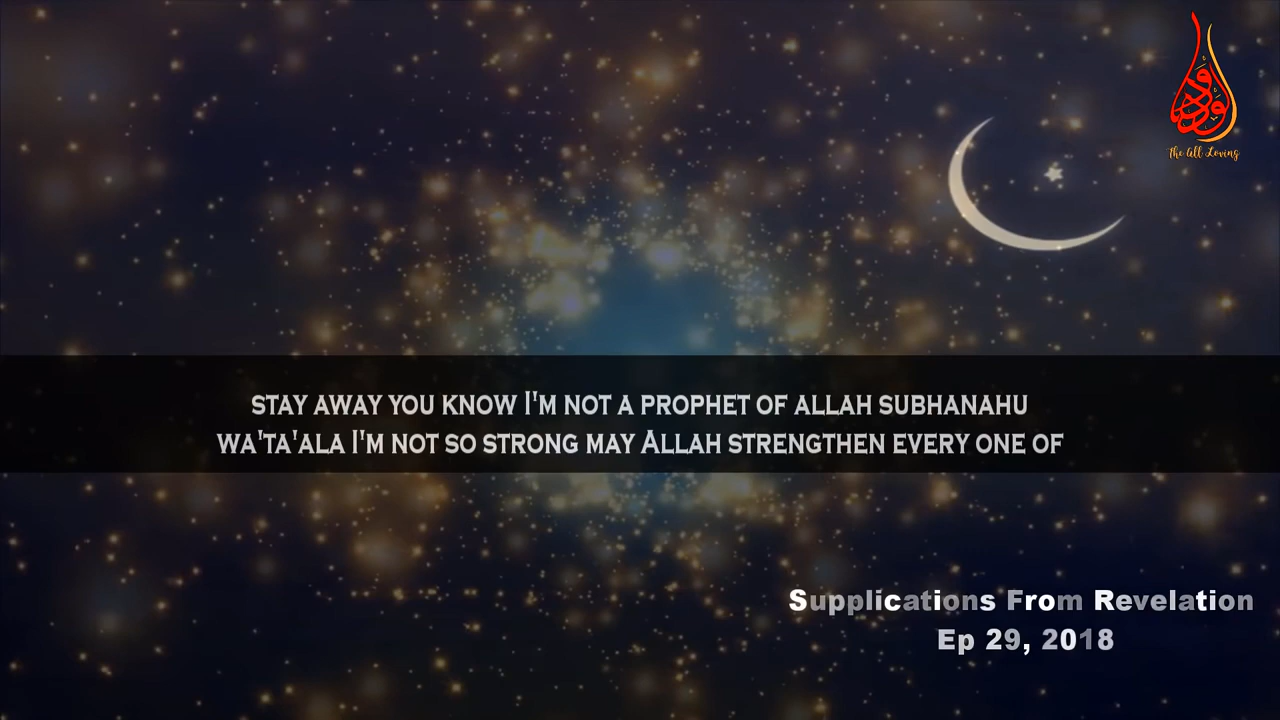 الودود
The All Loving
STAY AWAY YOU KNOW I'M NOT A PROPHET OF ALLAH SUBHANAHU
WA'TA'ALA I'M NOT SO STRONG MAY ALLAH STRENGTHEN EVERY ONE OF
Supplications From Revelation
Ep 29, 2018